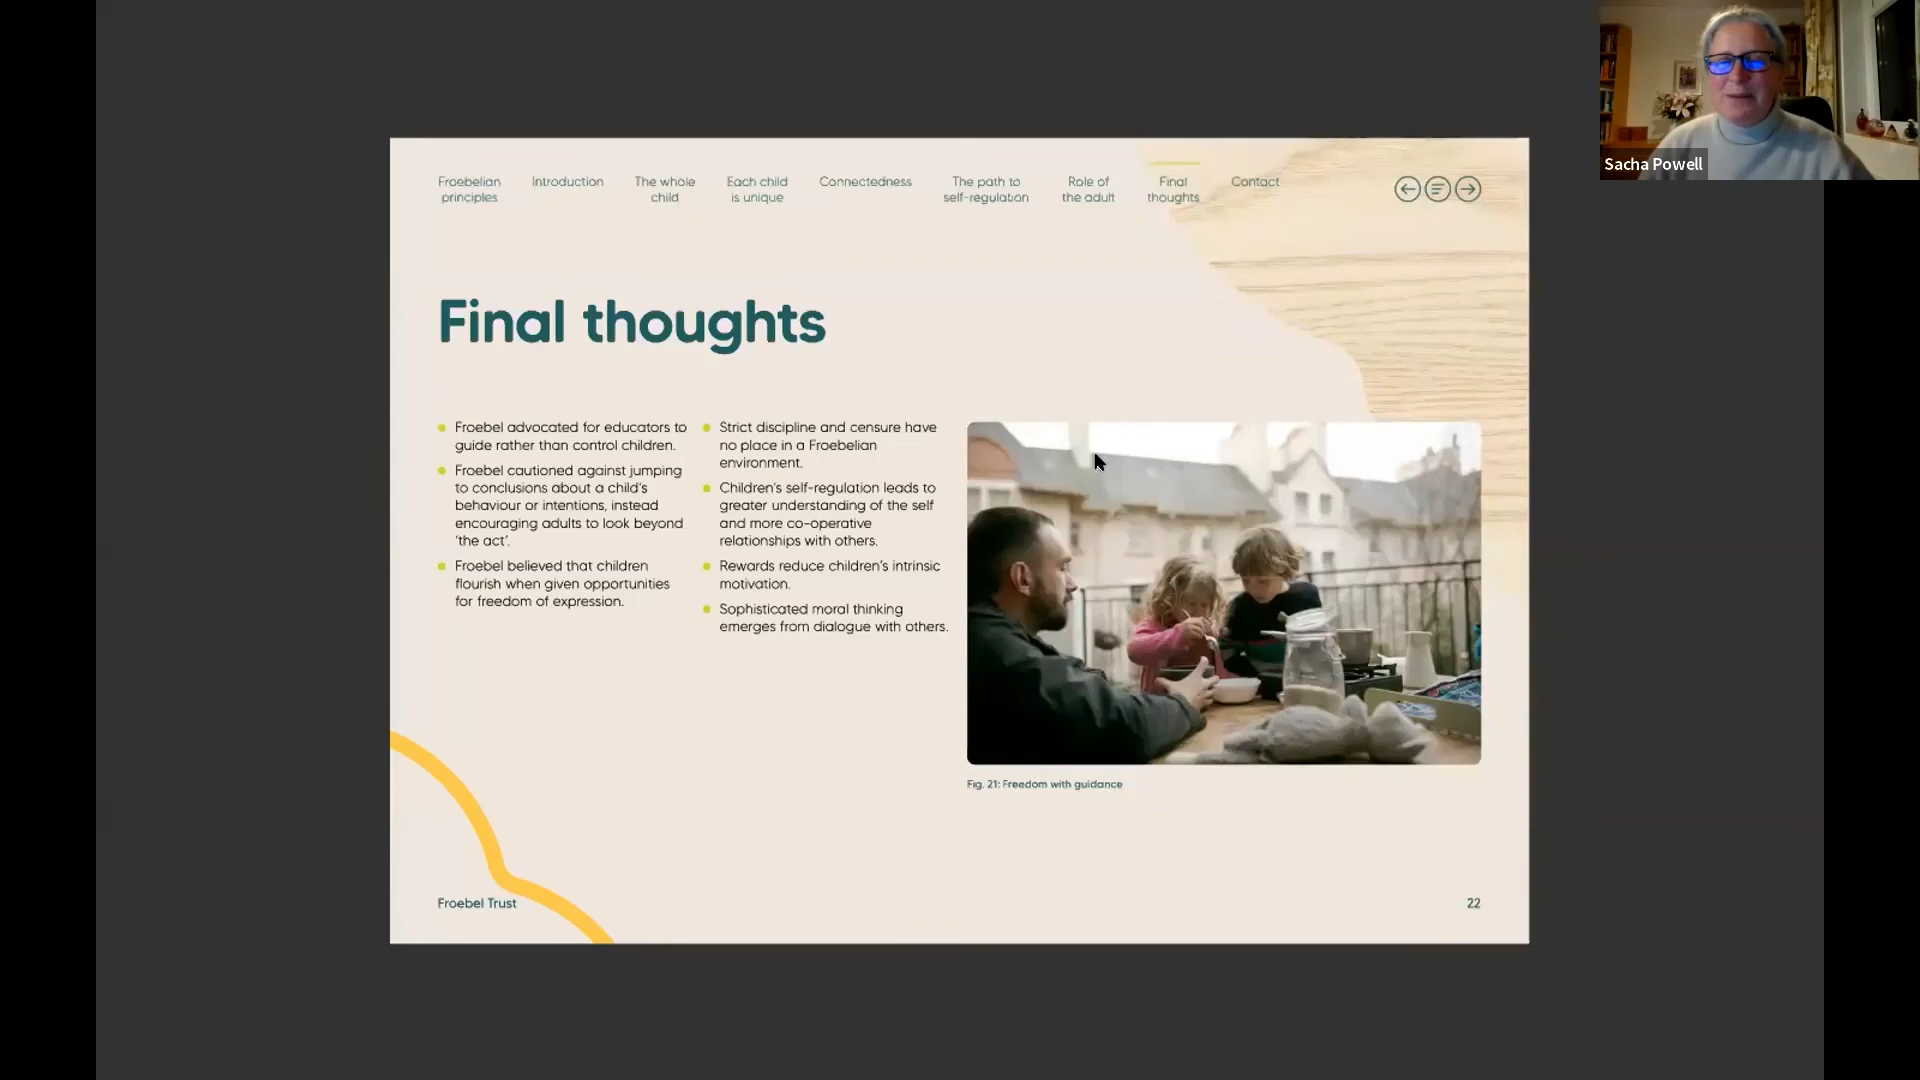 Sacha Powell
Froebelian
principles
Introduction
The whole
child
Each child
is unique
Connectedness
The path to
self-regulation
Role of
the adult
Final
thoughts
Contact
Final thoughts
Froebel advocated for educators to
guide rather than control children.
Froebel cautioned against jumping
to conclusions about a child's
behaviour or intentions, instead
encouraging adults to look beyond
'the act'.
Froebel believed that children
flourish when given opportunities
for freedom of expression.
Strict discipline and censure have
no place in a Froebelian
environment.
Children's self-regulation leads to
greater understanding of the self
and more co-operative
relationships with others.
Rewards reduce children's intrinsic
motivation.
Sophisticated moral thinking
emerges from dialogue with others.
Fig. 21: Freedom with guidance
Froebel Trust
22